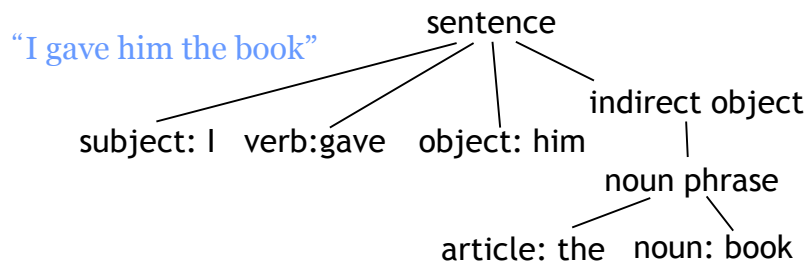 sentence
“I gave him the book”
indirect object
subject: I verb:gave object: him
noun phrase
article: the noun: book